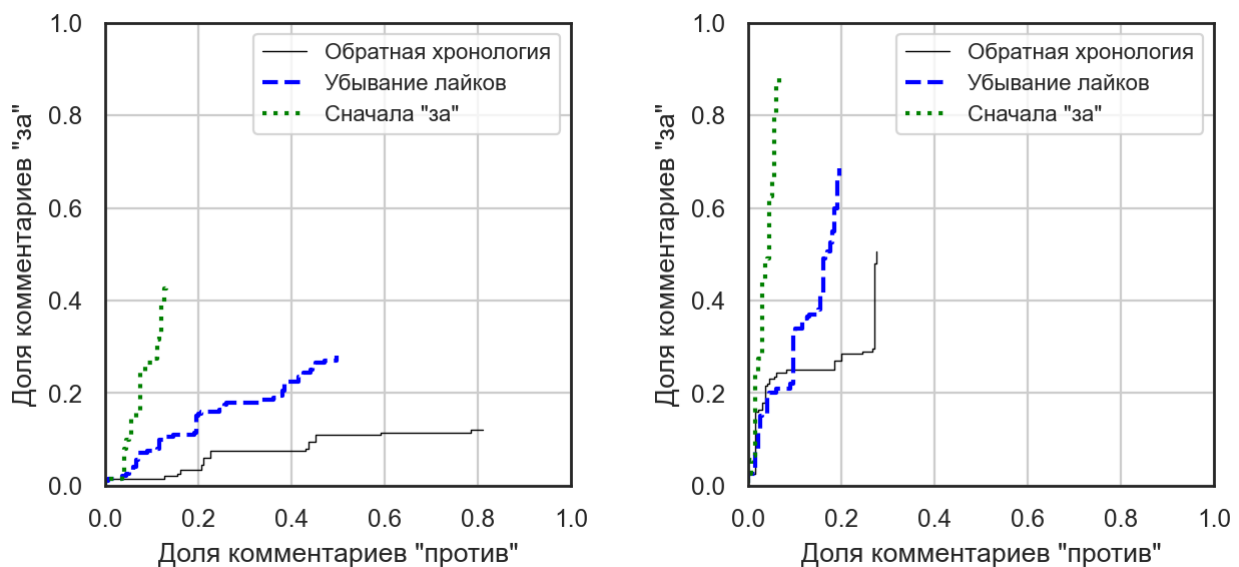 1.0
0.8
0.6
0.4
0.2
0.0
Доля комментариев "за"
Обратная хронология
Убывание лайков
Сначала "за"
0.0 0.2 0.4 0.6 0.8 1.0
Доля комментариев "против"
1.0
0.8
0.6
0.4
0.2
0.0
Доля комментариев "за"
Обратная хронология
Убывание лайков
Сначала "за"
0.0 0.2 0.4 0.6 0.8 1.0
Доля комментариев "против"